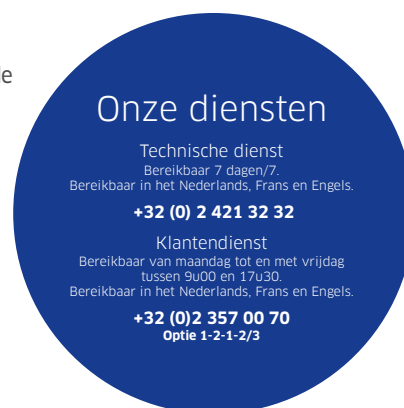 Onze diensten
Technische dienst
Bereikbaar 7 dagen/7.
Bereikbaar in het Nederlands, Frans en Engels.
+32 (0) 2 421 32 32
Klantendienst
Bereikbaar van maandag tot en met vrijdag
tussen 9u00 en 17u30.
Bereikbaar in het Nederlands, Frans en Engels.
+32 (0)2 357 00 70
Optie 1-2-1-2/3